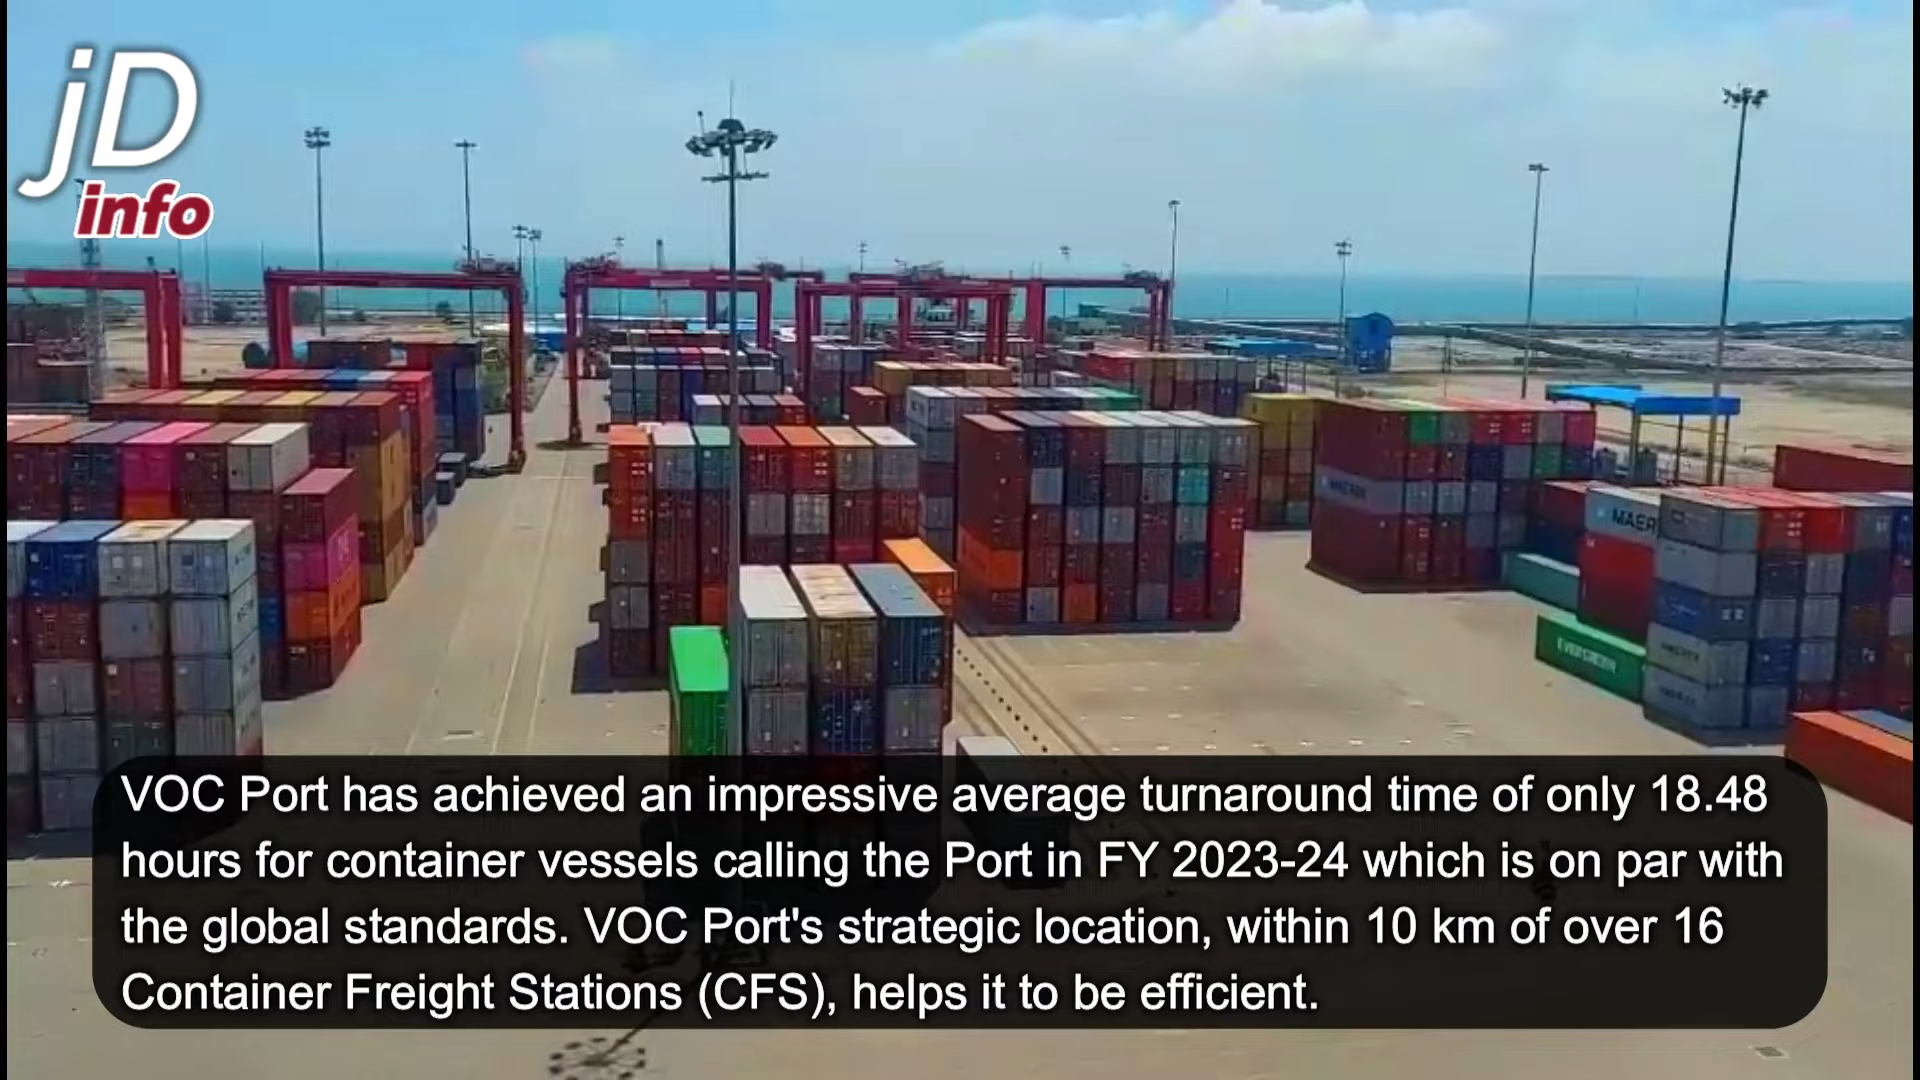 jD
info
MAER
EVERGREEN
VOC Port has achieved an impressive average turnaround time of only 18.48
hours for container vessels calling the Port in FY 2023-24 which is on par with
the global standards. VOC Port's strategic location, within 10 km of over 16
Container Freight Stations (CFS), helps it to be efficient.